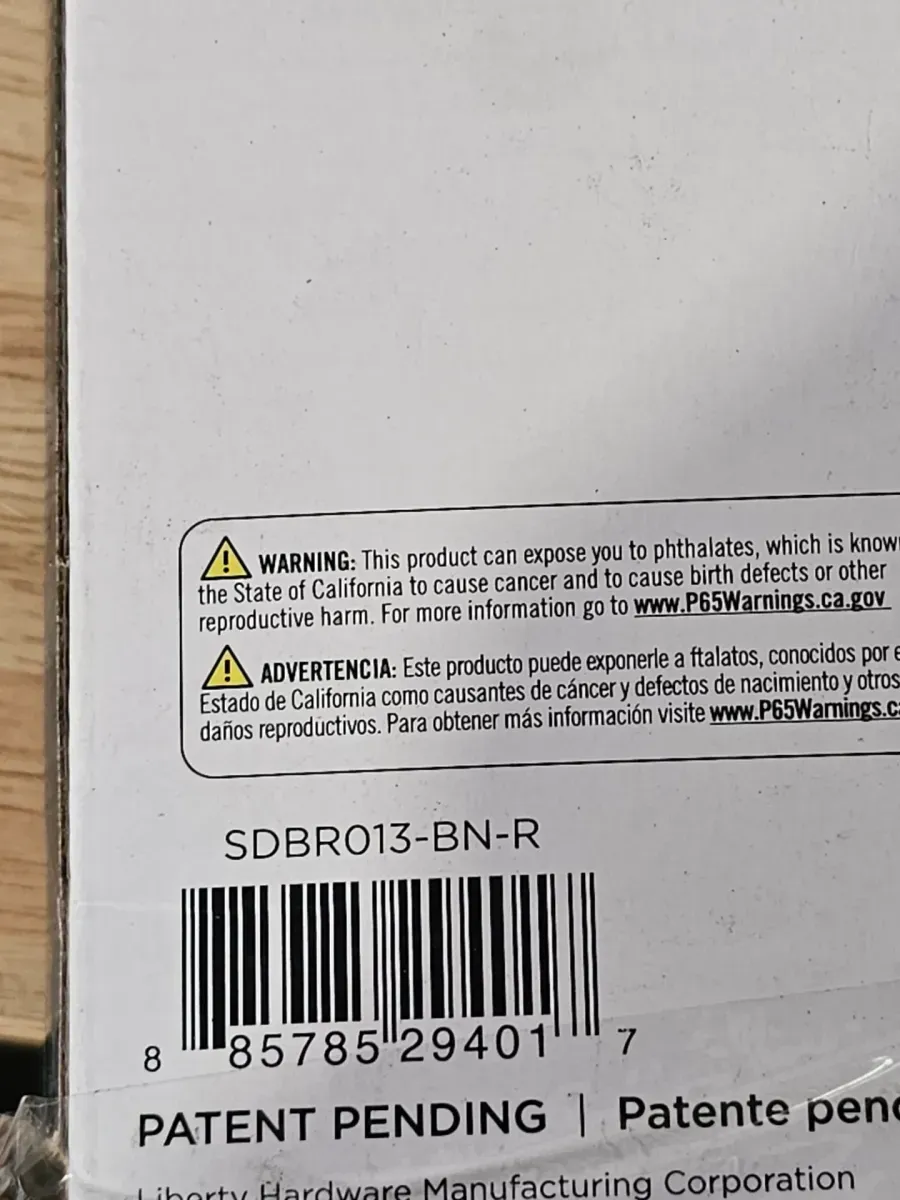 WARNING: This product can expose you to phthalates, which is know
the State of California to cause cancer and to cause birth defects or other
reproductive harm. For more information go to www.P65Warnings.ca.gov
ADVERTENCIA: Este producto puede exponerle a ftalatos, conocidos por e
Estado de California como causantes de cáncer y defectos de nacimiento y otros
daños reproductivos. Para obtener más información visite www.P65Warnings.c
SDBR013-BN-R
8 85785 29401 7
PATENT PENDING | Patente pen
Liberty Hardware Manufacturing Corporation